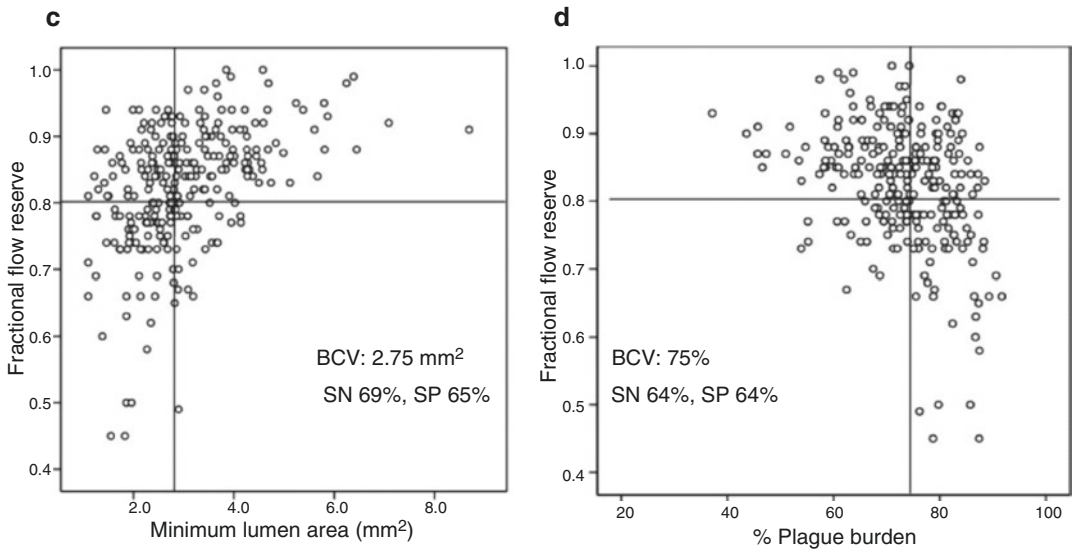 c
Fractional flow reserve
1.0
0.9
0.8
0.7
0.6
0.5
0.4
BCV: 2.75 mm²
SN 69%, SP 65%
2.0 4.0 6.0 8.0
Minimum lumen area (mm²)
d
Fractional flow reserve
1.0
0.9
0.8
0.7
0.6
0.5
0.4
BCV: 75%
SN 64%, SP 64%
20 40 60 80 100
% Plague burden